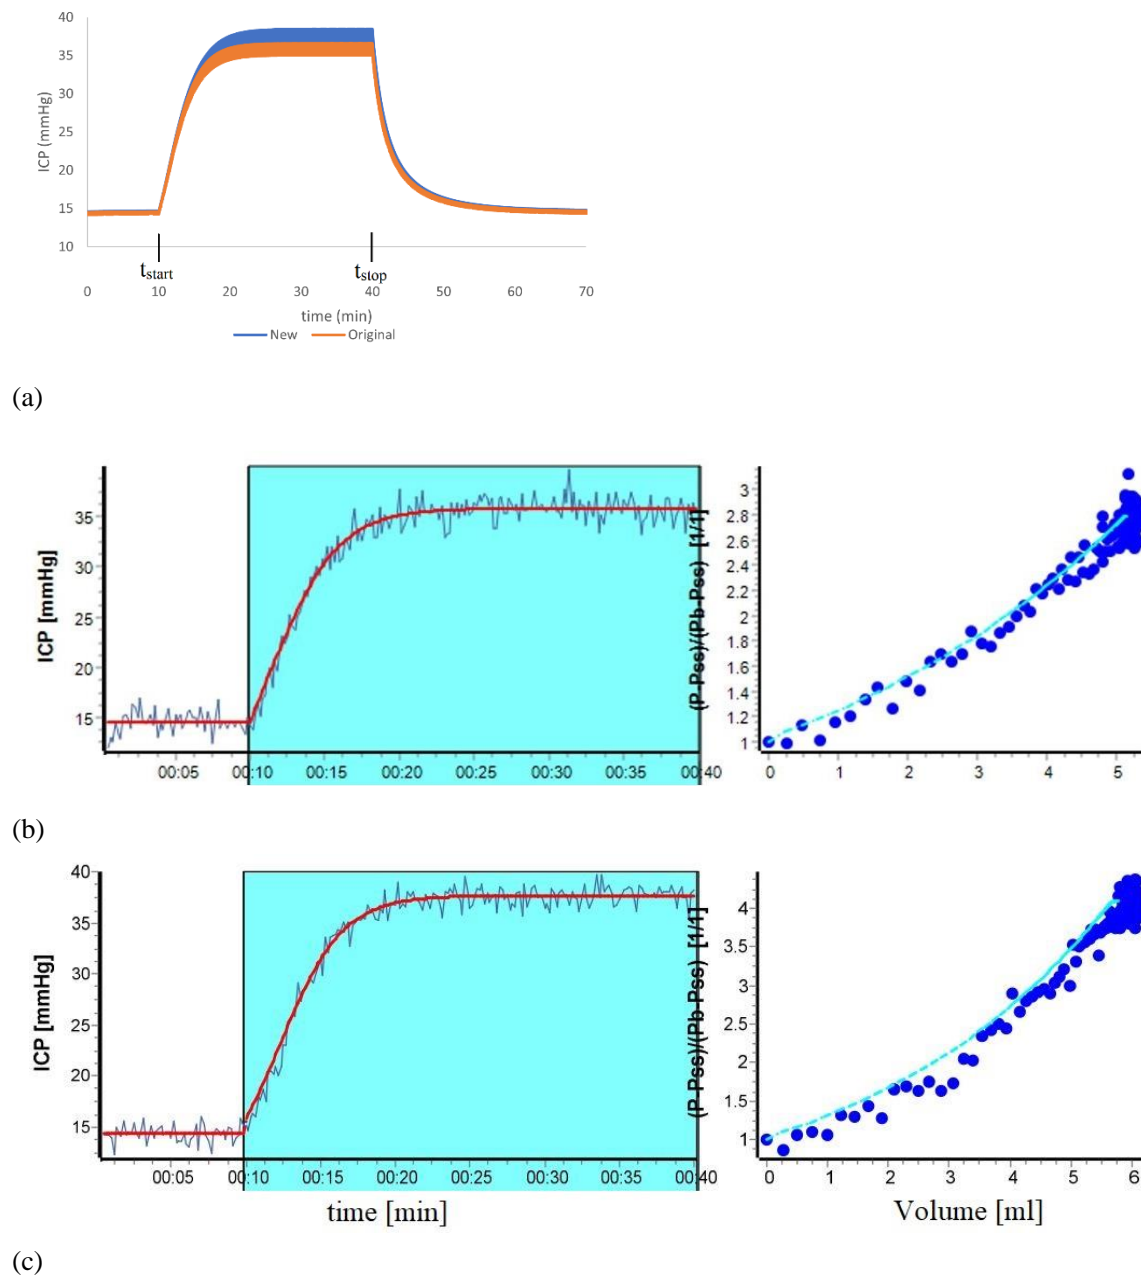 40
35
30
25
20
15
10
ICP (mmHg)
tstart
tstop
0 10 20 30 40 50 60 70
time (min)
New Original
(a)
35
30
25
20
15
ICP [mmHg]
00:05 00:10 00:15 00:20 00:25 00:30 00:35 00:40
(P-Pss)/(Pb-Pss) [1/1]
3
2.8
2.6
2.4
2.2
2
1.8
1.6
1.4
1.2
1
0 1 2 3 4 5
(b)
40
35
30
25
20
15
ICP [mmHg]
00:05 00:10 00:15 00:20 00:25 00:30 00:35 00:40
time [min]
(P-Pss)/(Pb-Pss) [1/1]
4
3.5
3
2.5
2
1.5
1
0 1 2 3 4 5 6
Volume [ml]
(c)